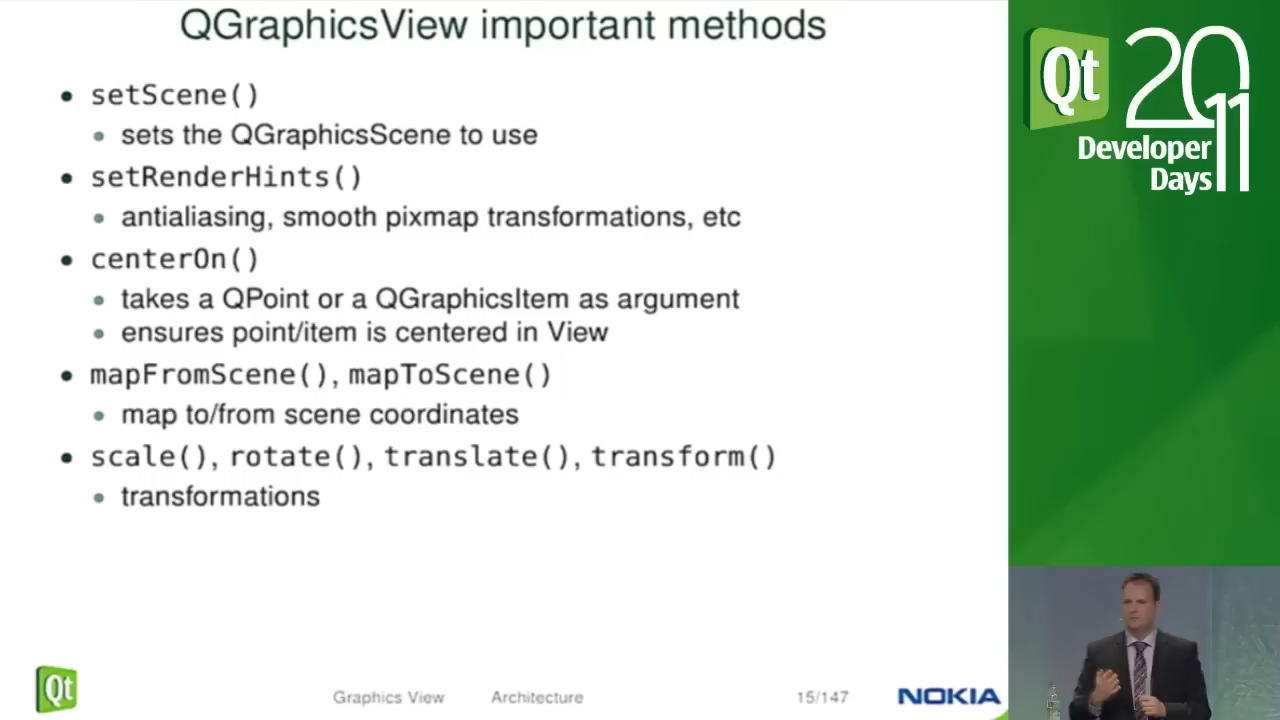 QGraphicsView important methods
setScene()
sets the QGraphicsScene to use
setRenderHints()
antialiasing, smooth pixmap transformations, etc
centerOn()
takes a QPoint or a QGraphicsItem as argument
ensures point/item is centered in View
mapFromScene(), mapToScene()
map to/from scene coordinates
scale(), rotate(), translate(), transform()
transformations
Qt
Graphics View
Architecture
15/147
NOKIA
Qt
2011
Developer
Days